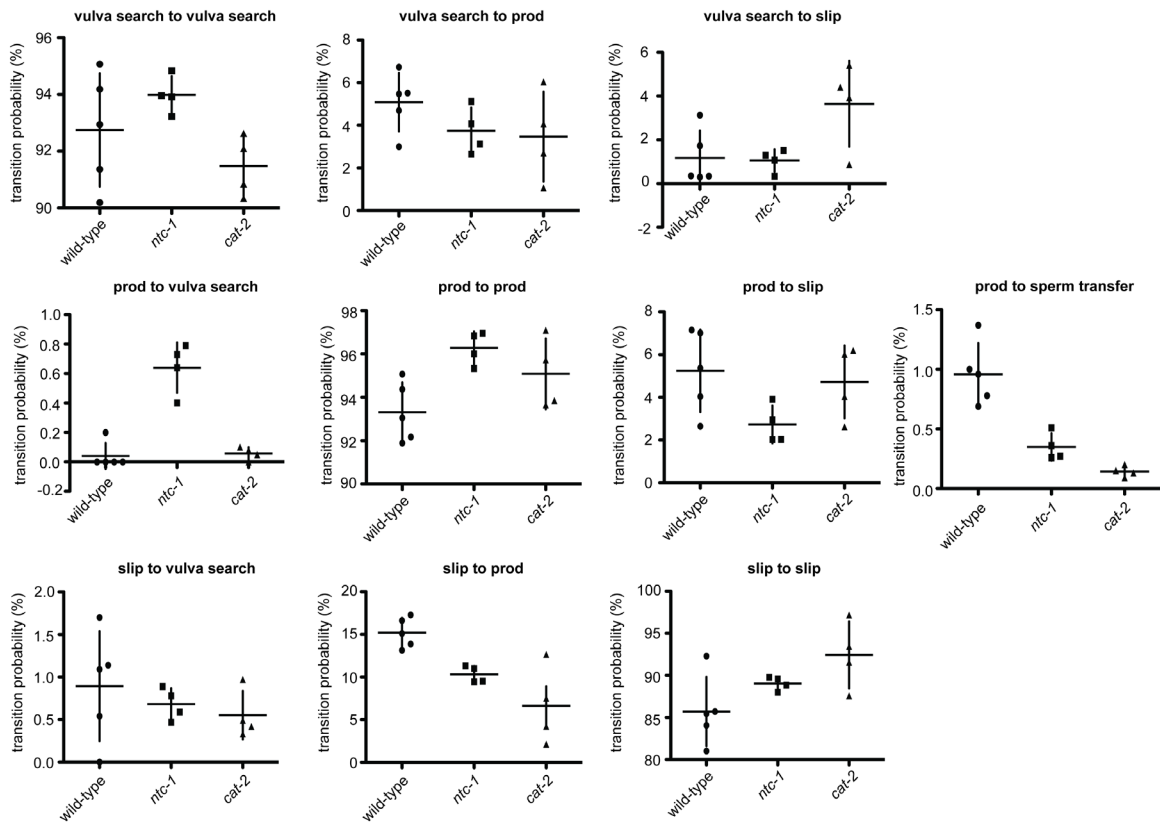 vulva search to vulva search
transition probability (%)
96
94
92
90
wild-type
ntc-1
cat-2
vulva search to prod
transition probability (%)
8
6
4
2
0
wild-type
ntc-1
cat-2
vulva search to slip
transition probability (%)
6
4
2
0
-2
wild-type
ntc-1
cat-2
prod to vulva search
transition probability (%)
1.0
0.8
0.6
0.4
0.2
0.0
-0.2
wild-type
ntc-1
cat-2
prod to prod
transition probability (%)
98
96
94
92
90
wild-type
ntc-1
cat-2
prod to slip
transition probability (%)
8
6
4
2
0
wild-type
ntc-1
cat-2
prod to sperm transfer
transition probability (%)
1.5
1.0
0.5
0.0
wild-type
ntc-1
cat-2
slip to vulva search
transition probability (%)
2.0
1.5
1.0
0.5
0.0
wild-type
ntc-1
cat-2
slip to prod
transition probability (%)
20
15
10
5
0
wild-type
ntc-1
cat-2
slip to slip
transition probability (%)
100
95
90
85
80
wild-type
ntc-1
cat-2